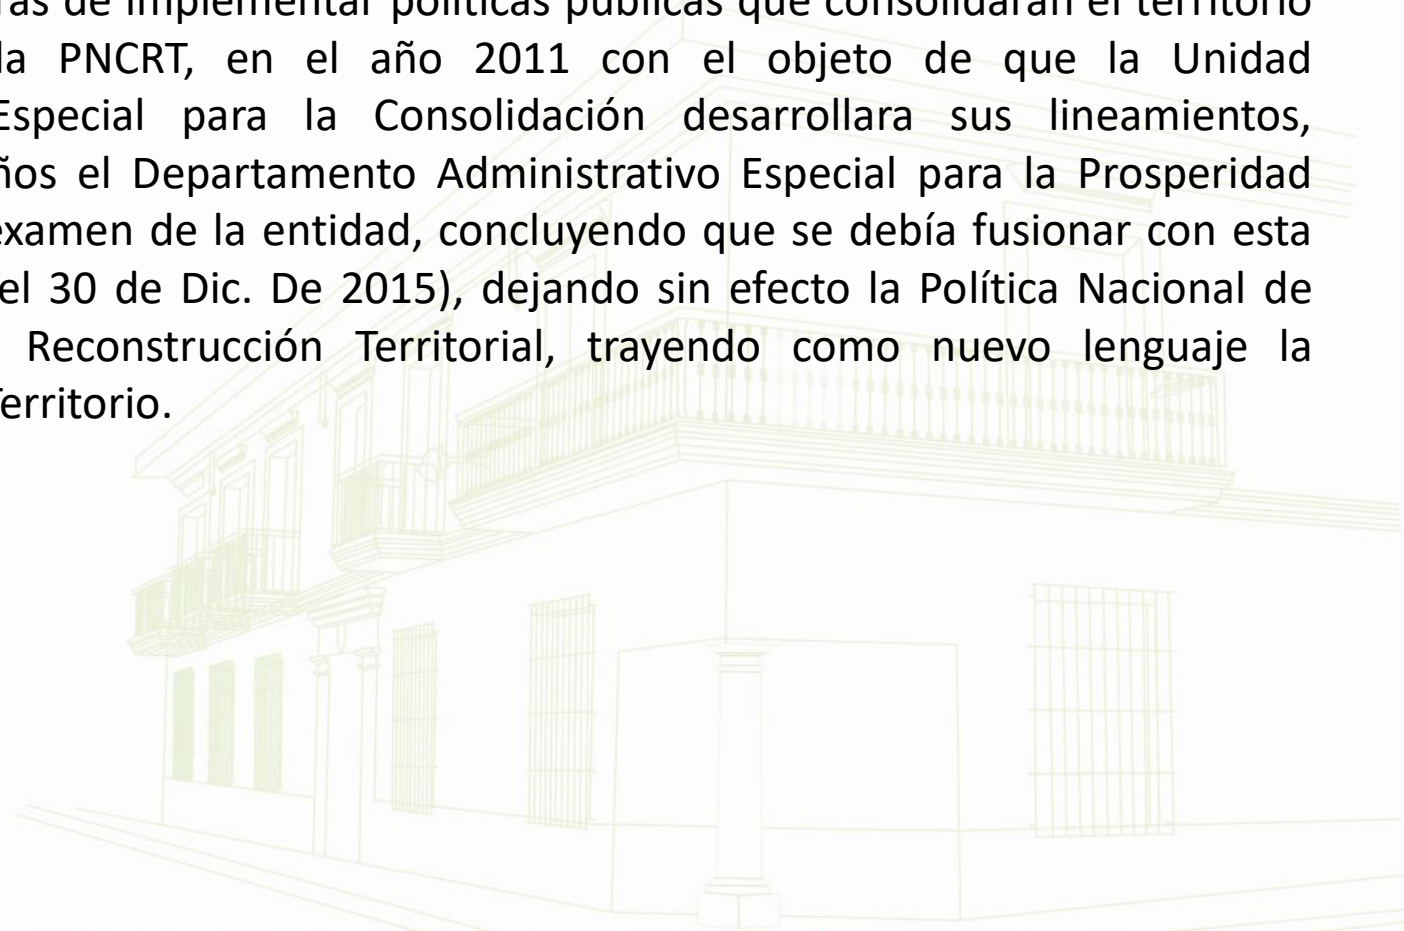 de implementar políticas públicas que consolidaran el territorio
la PNCRT, en el año 2011 con el objeto de que la Unidad
Especial para la Consolidación desarrollara sus lineamientos,
ños el Departamento Administrativo Especial para la Prosperidad
examen de la entidad, concluyendo que se debía fusionar con esta
el 30 de Dic. De 2015), dejando sin efecto la Política Nacional de
Reconstrucción Territorial, trayendo como nuevo lenguaje la
Territorio.